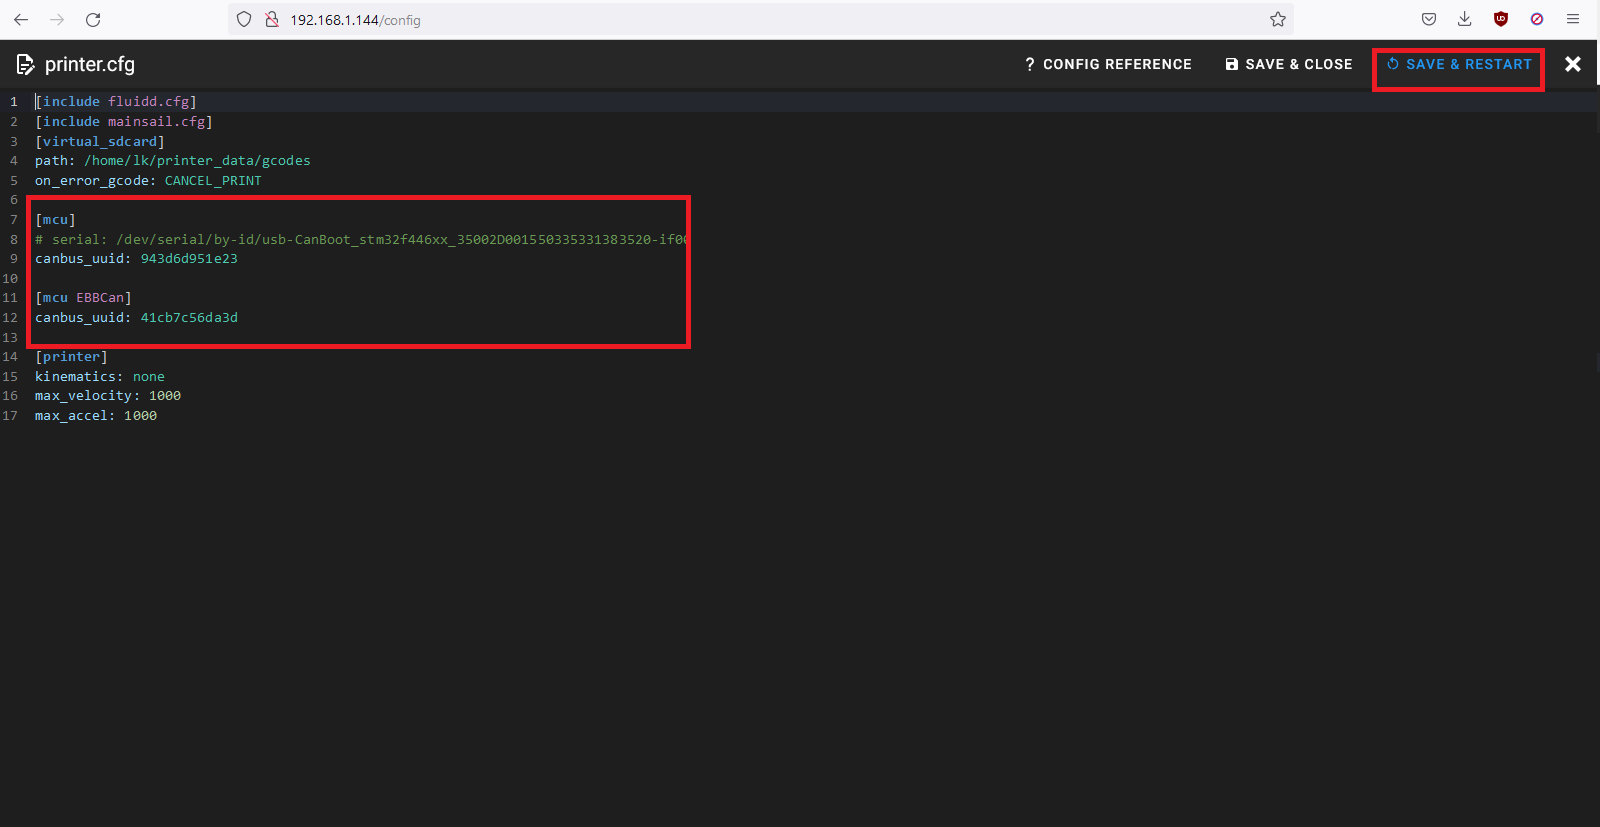 192.168.1.144/config
printer.cfg
? CONFIG REFERENCE
SAVE & CLOSE
SAVE & RESTART
1 [include fluidd.cfg]
2 [include mainsail.cfg]
3 [virtual_sdcard]
4 path: /home/lk/printer_data/gcodes
5 on_error_gcode: CANCEL_PRINT
6
7 [mcu]
8 # serial: /dev/serial/by-id/usb-CanBoot_stm32f446xx_35002D001550335331383520-if0
9 canbus_uuid: 943d6d951e23
10
11 [mcu EBBCan]
12 canbus_uuid: 41cb7c56da3d
13
14 [printer]
15 kinematics: none
16 max_velocity: 1000
17 max_accel: 1000